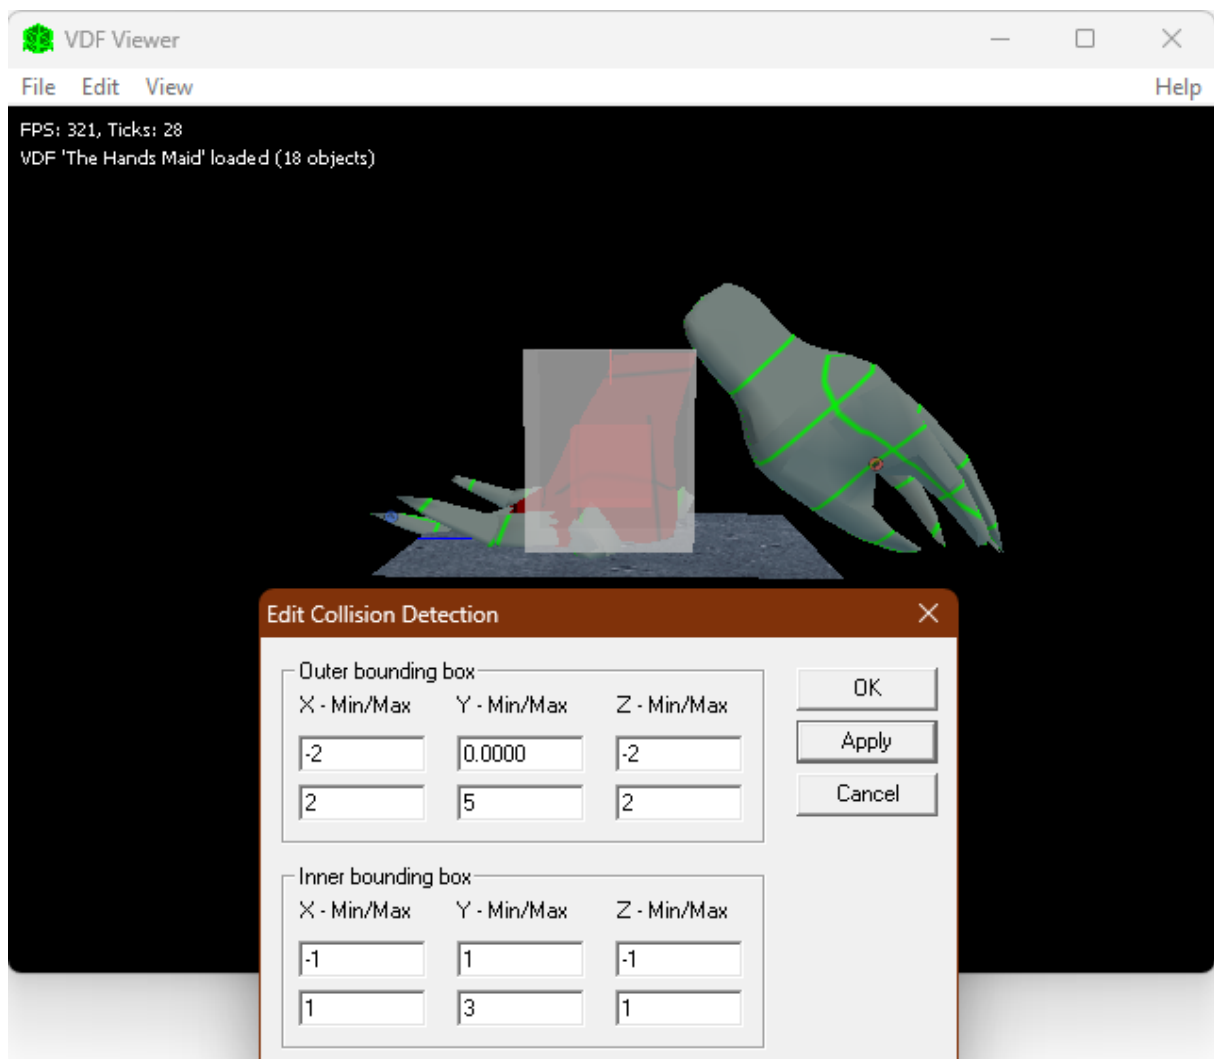 VDF Viewer
File Edit View Help
FPS: 321, Ticks: 28
VDF 'The Hands Maid' loaded (18 objects)
Edit Collision Detection
Outer bounding box
X - Min/Max Y - Min/Max Z - Min/Max
-2 0.0000 -2
2 5 2
OK
Apply
Cancel
Inner bounding box
X - Min/Max Y - Min/Max Z - Min/Max
-1 1 -1
1 3 1